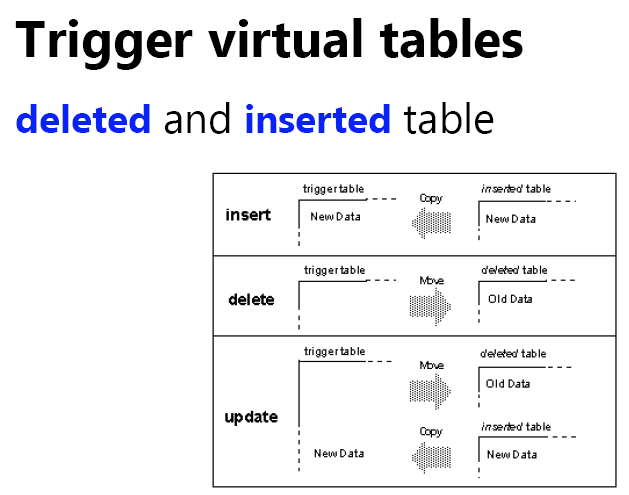 Trigger virtual tables
deleted and inserted table
insert
trigger table
New Data
Copy
inserted table
New Data
delete
trigger table
Move
deleted table
Old Data
update
trigger table
New Data
Move
deleted table
Old Data
Copy
inserted table
New Data